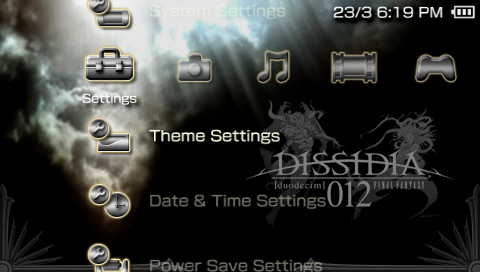 System Settings
23/3 6:19 PM
Settings
Theme Settings
DISSIDIA
[duodecim] 012 FINAL FANTASY
Date & Time Settings
Power Save Settings